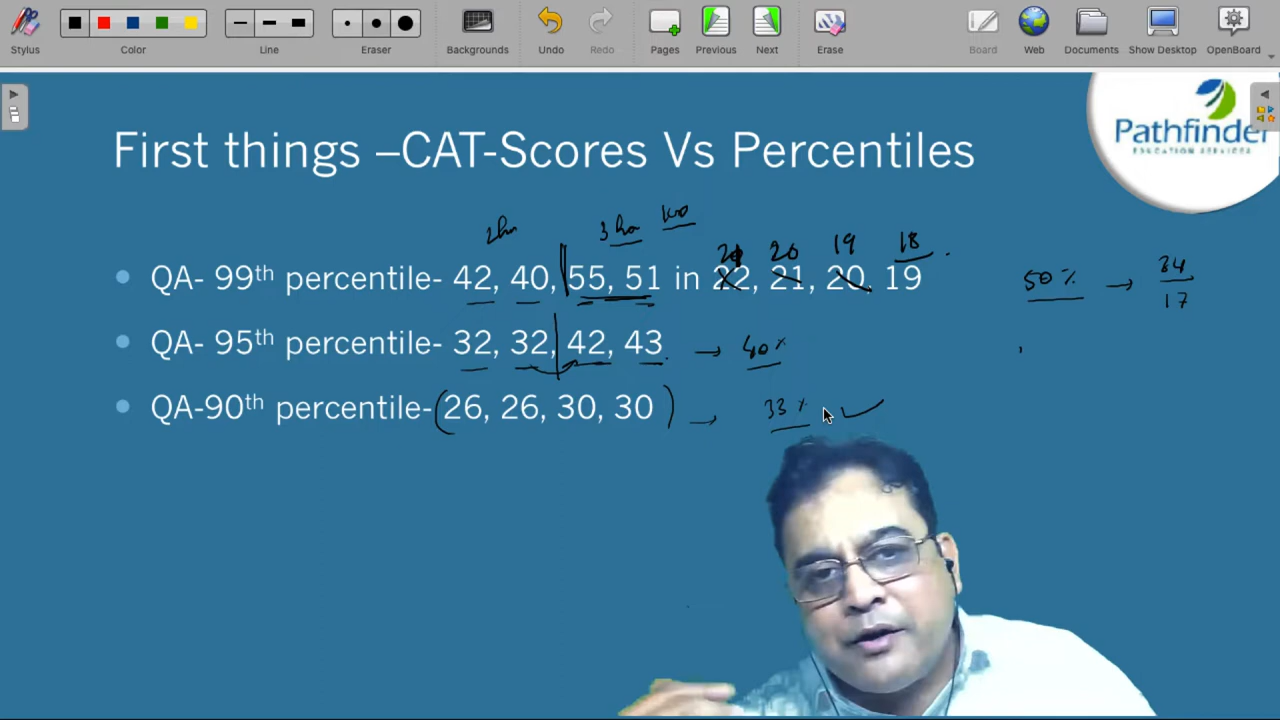 Stylus
Color
Line
Eraser
Backgrounds
Undo
Redo
Pages
Previous
Next
Erase
Board
Web
Documents
Show Desktop
OpenBoard
Pathfinder
EDUCATION SERVICES
First things –CAT-Scores Vs Percentiles
3 hr 100
20 19 18
• QA- 99th percentile- 42, 40, 55, 51 in 22, 21, 20, 19
50% → 34
17
• QA- 95th percentile- 32, 32, 42, 43 → 40%
• QA-90th percentile- (26, 26, 30, 30) → 33%